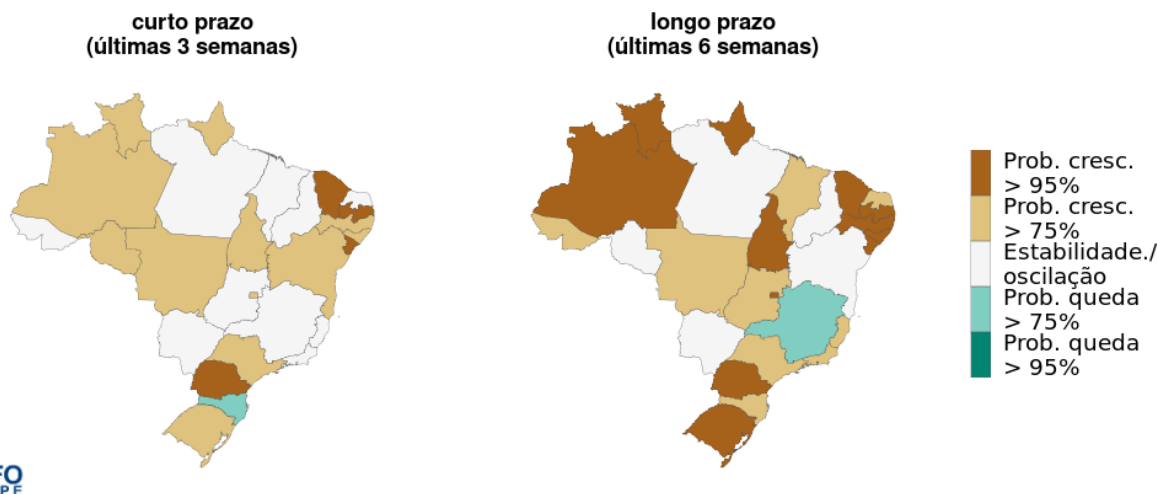 curto prazo
(últimas 3 semanas)
longo prazo
(últimas 6 semanas)
Prob. cresc.
> 95%
Prob. cresc.
> 75%
Estabilidade./
oscilação
Prob. queda
> 75%
Prob. queda
> 95%
FO